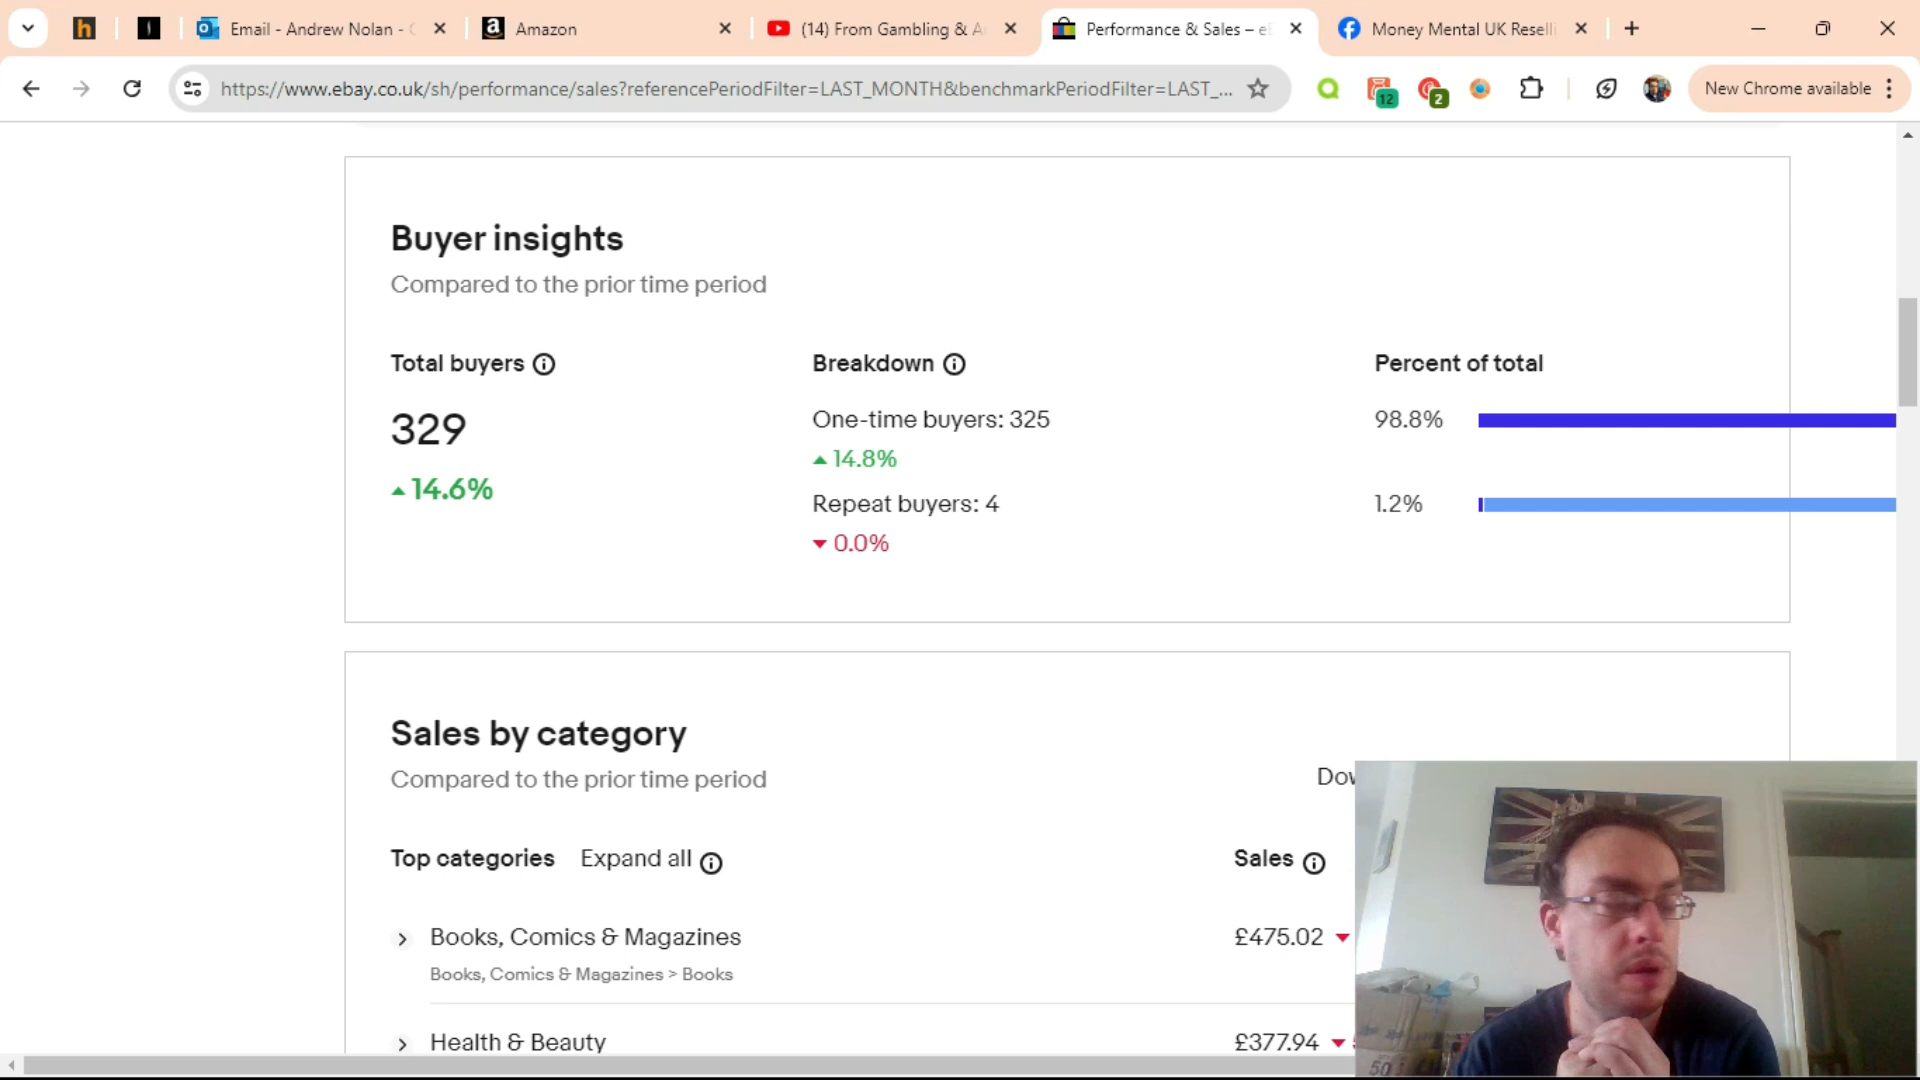 Email - Andrew Nolan -
Amazon
(14) From Gambling & A
Performance & Sales – e
Money Mental UK Reselli
https://www.ebay.co.uk/sh/performance/sales?referencePeriodFilter=LAST_MONTH&benchmarkPeriodFilter=LAST_...
12
2
New Chrome available
Buyer insights
Compared to the prior time period
Total buyers
Breakdown
Percent of total
329
14.6%
One-time buyers: 325
98.8%
14.8%
Repeat buyers: 4
1.2%
0.0%
Sales by category
Compared to the prior time period
Dow
Top categories
Expand all
Sales
Books, Comics & Magazines
£475.02
Books, Comics & Magazines > Books
Health & Beauty
£377.94